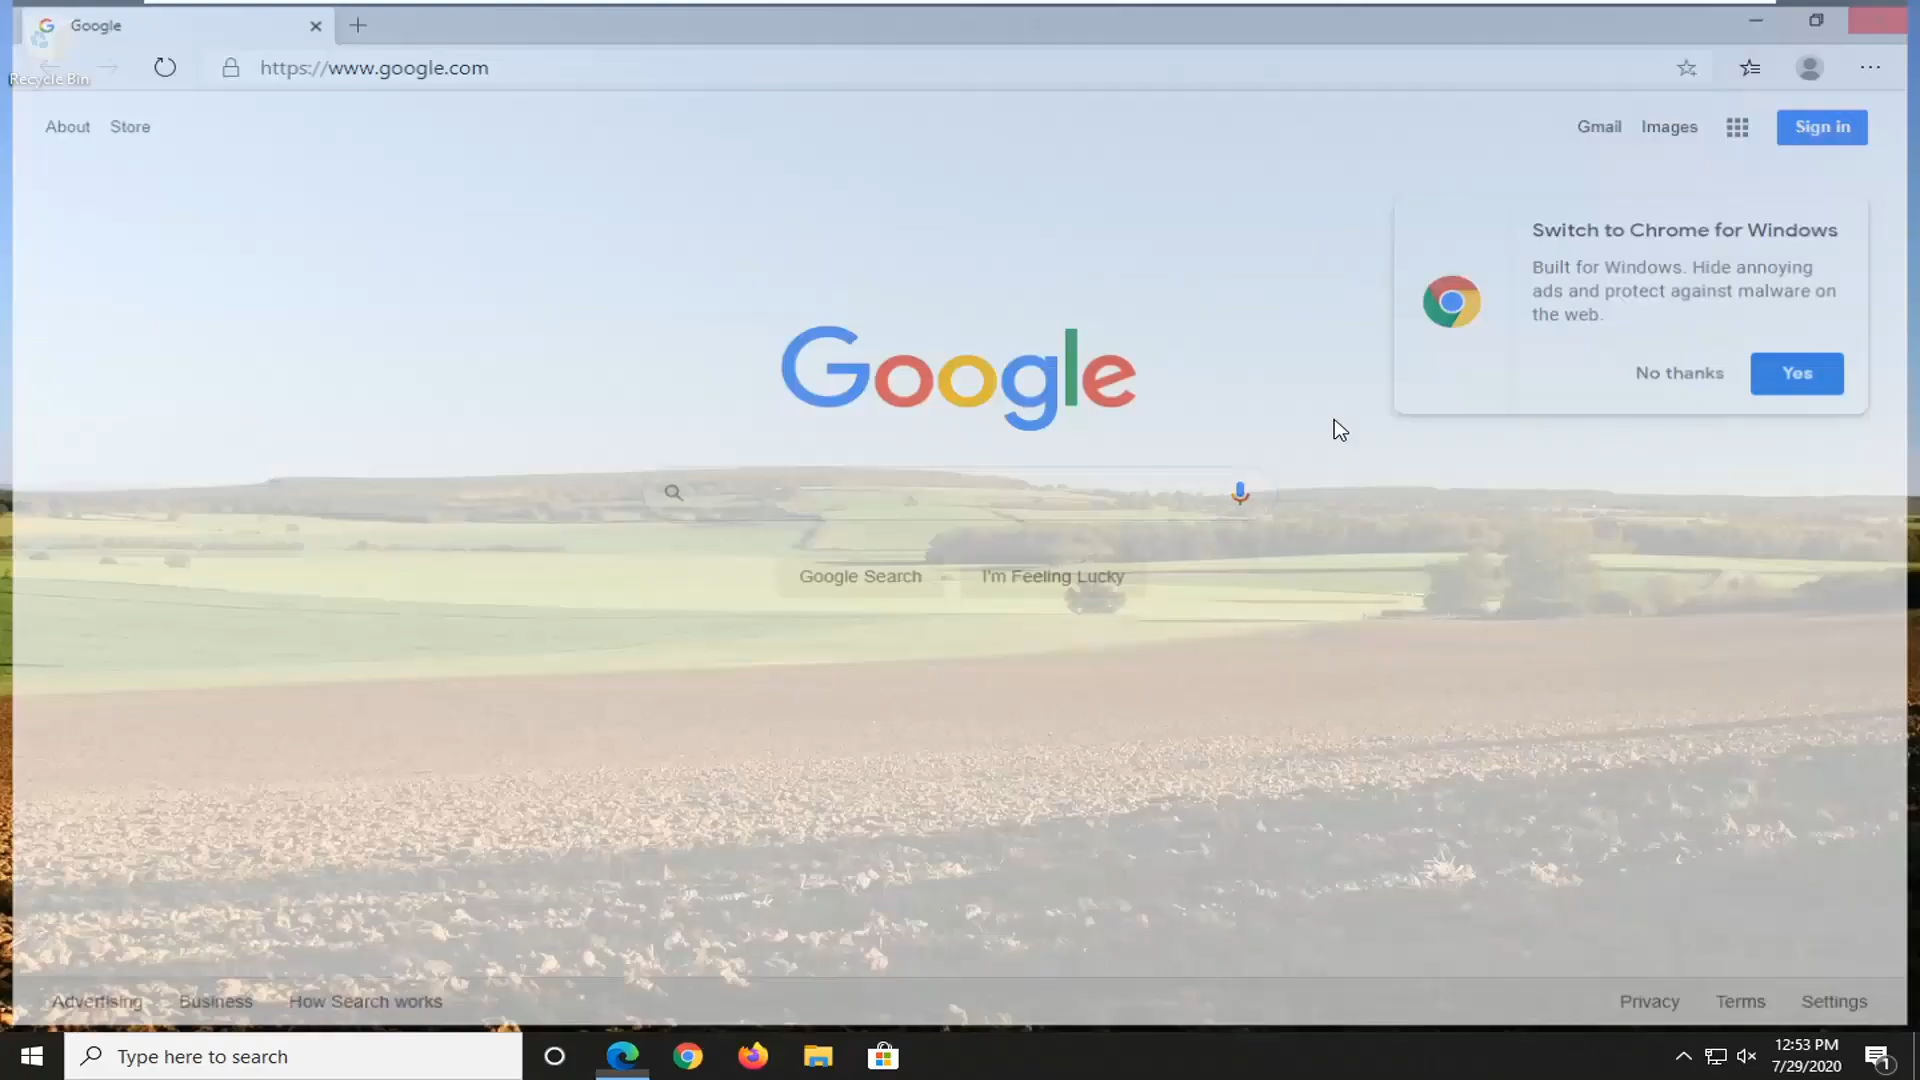 Google
Recycle Bin
https://www.google.com
About Store
Gmail Images Sign in
Switch to Chrome for Windows
Built for Windows. Hide annoying
ads and protect against malware on
the web.
No thanks Yes
Google
Google Search I'm Feeling Lucky
Advertising Business How Search works
Privacy Terms Settings
Type here to search
12:53 PM
7/29/2020
1